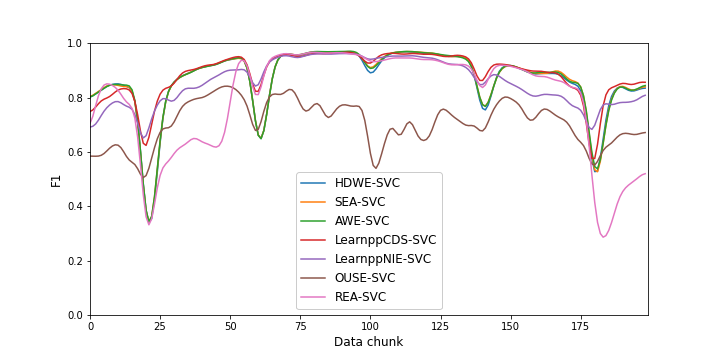 1.0
0.8
0.6
0.4
0.2
0.0
F1
HDWE-SVC
SEA-SVC
AWE-SVC
LearnppCDS-SVC
LearnppNIE-SVC
OUSE-SVC
REA-SVC
0 25 50 75 100 125 150 175
Data chunk